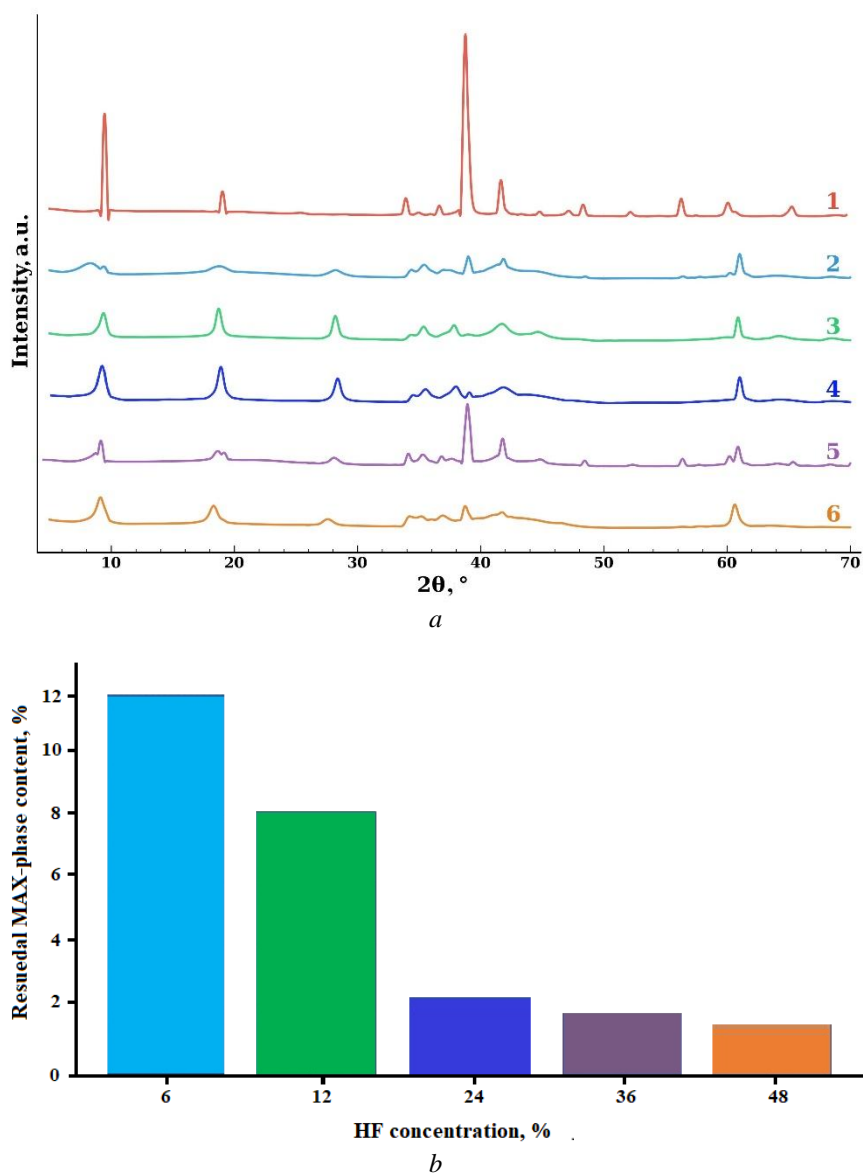 Intensity, a.u.
1
2
3
4
5
6
10 20 30 40 50 60 70
2θ, °
a
Resuedal MAX-phase content, %
12
10
8
6
4
2
0
6 12 24 36 48
HF concentration, % .
b